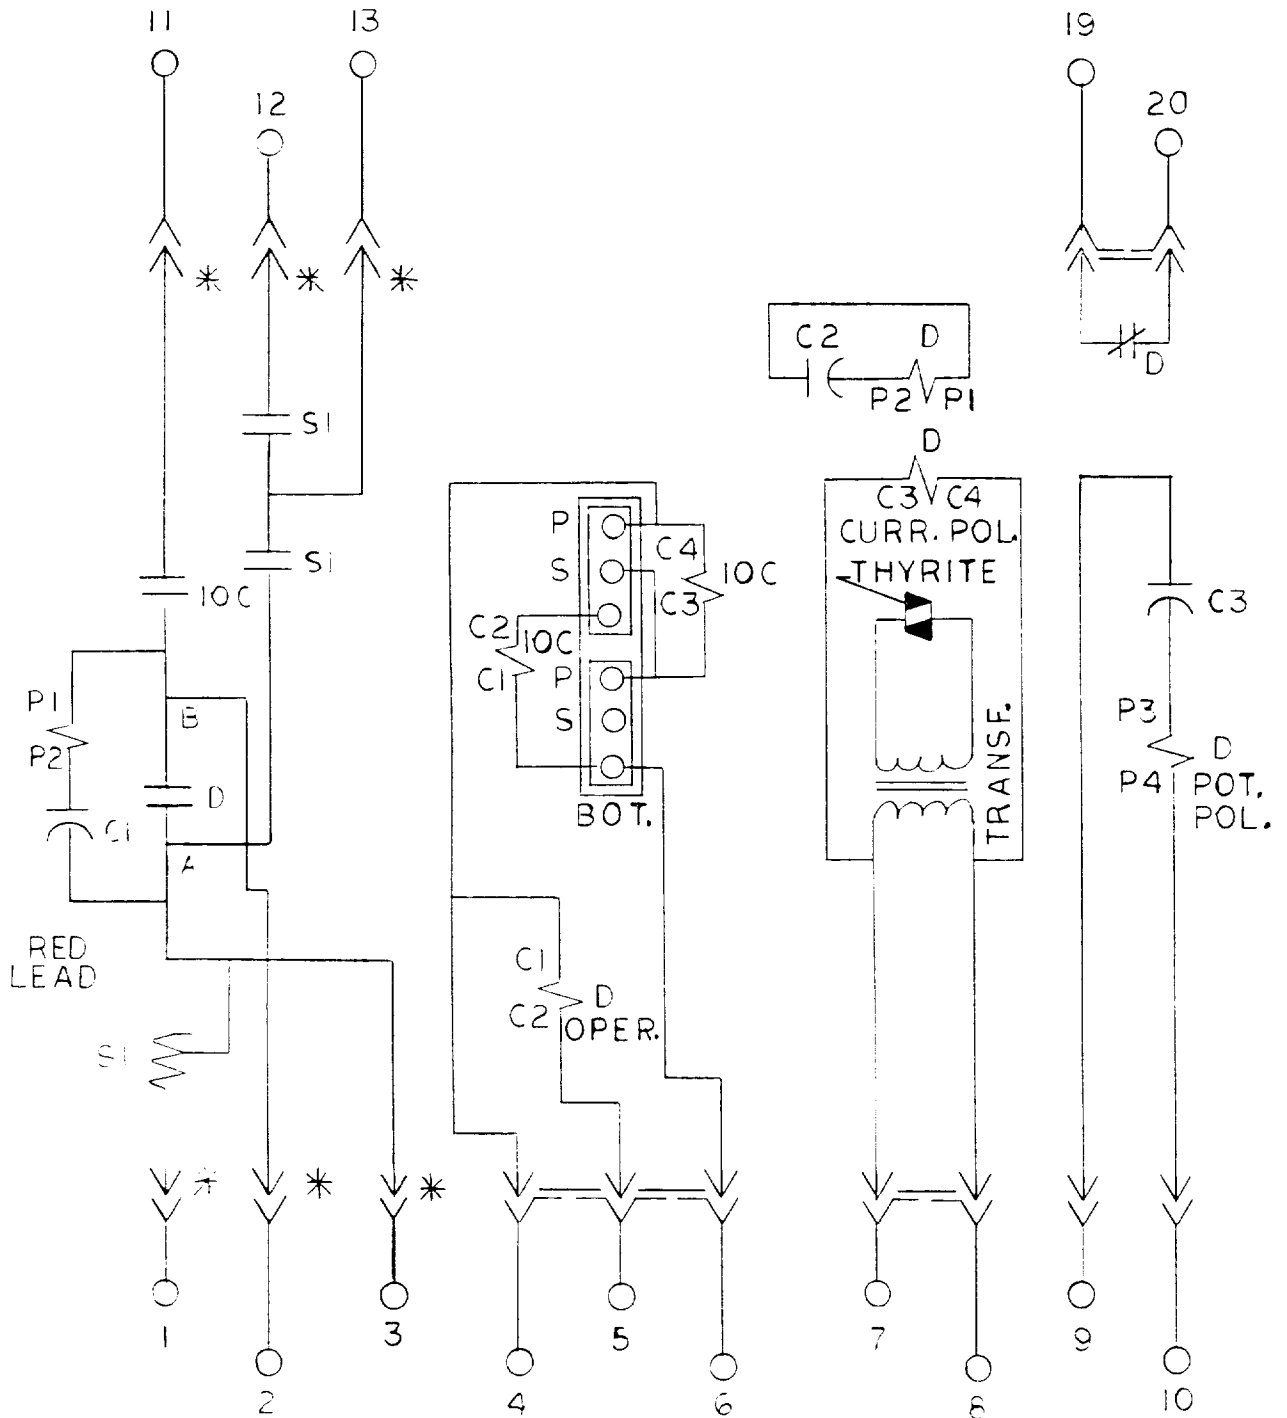 11
13
19
12
20
*
*
*
C2
D
D
P2
P1
S1
D
P
C3
C4
C4
CURR. POL.
S1
S
10C
THYRITE
10C
C3
C3
C2
10C
C1
P
P1
B
P3
S
TRANSF.
P2
D
D
P4
POT.
BOT.
POL.
C1
A
RED
LEAD
C1
D
C2
OPER.
S1
*
*
*
1
3
5
7
9
2
4
6
8
10